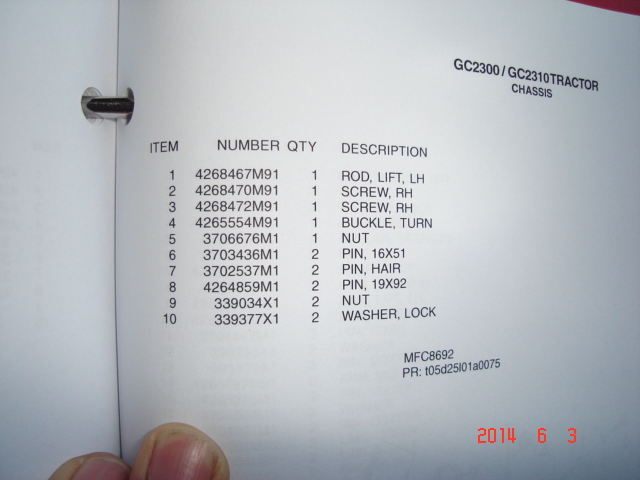 GC2300 / GC2310TRACTOR
CHASSIS
ITEM NUMBER QTY DESCRIPTION
1 4268467M91 1 ROD, LIFT, LH
2 4268470M91 1 SCREW, RH
3 4268472M91 1 SCREW, RH
4 4265554M91 1 BUCKLE, TURN
5 3706676M1 1 NUT
6 3703436M1 2 PIN, 16X51
7 3702537M1 2 PIN, HAIR
8 4264859M1 2 PIN, 19X92
9 339034X1 2 NUT
10 339377X1 2 WASHER, LOCK
MFC8692
PR: t05d25l01a0075
2014 6 3